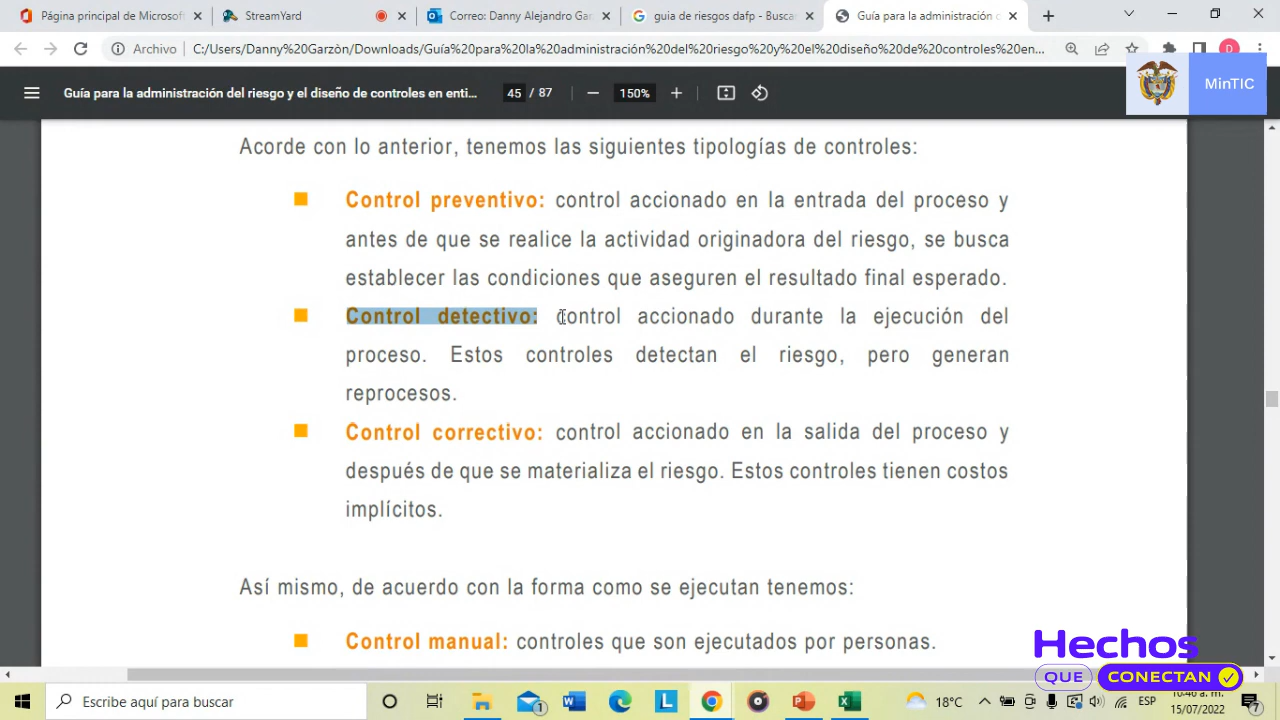 Página principal de Microsof
StreamYard
Correo: Danny Alejandro Gar
guia de riesgos dafp - Busca
Guía para la administración d
Archivo
C:/Users/Danny%20Garzòn/Downloads/Guía%20para%20la%20administración%20del%20riesgo%20y%20el%20diseño%20de%20controles%20en...
D
MinTIC
Guía para la administración del riesgo y el diseño de controles en enti...
45 / 87
150%
Acorde con lo anterior, tenemos las siguientes tipologías de controles:
Control preventivo: control accionado en la entrada del proceso y
antes de que se realice la actividad originadora del riesgo, se busca
establecer las condiciones que aseguren el resultado final esperado.
Control detectivo: control accionado durante la ejecución del
proceso. Estos controles detectan el riesgo, pero generan
reprocesos.
Control correctivo: control accionado en la salida del proceso y
después de que se materializa el riesgo. Estos controles tienen costos
implícitos.
Así mismo, de acuerdo con la forma como se ejecutan tenemos:
Control manual: controles que son ejecutados por personas.
Hechos
QUE CONECTAN
Escribe aquí para buscar
18°C
ESP
10:40 a. m.
15/07/2022